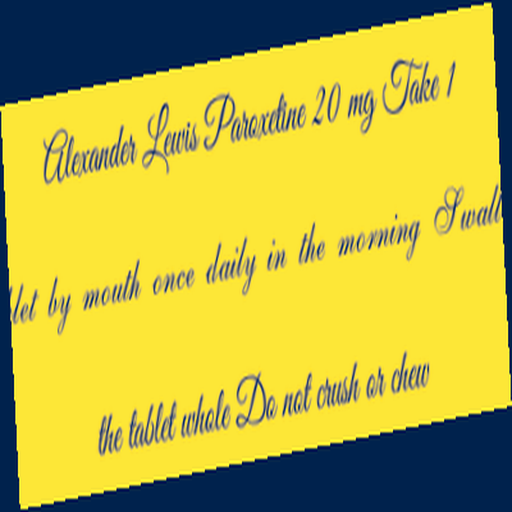 Alexander Lewis Paroxetine 20 mg Take 1
by mouth once daily in the morning
the tablet whole Do not crush or chew